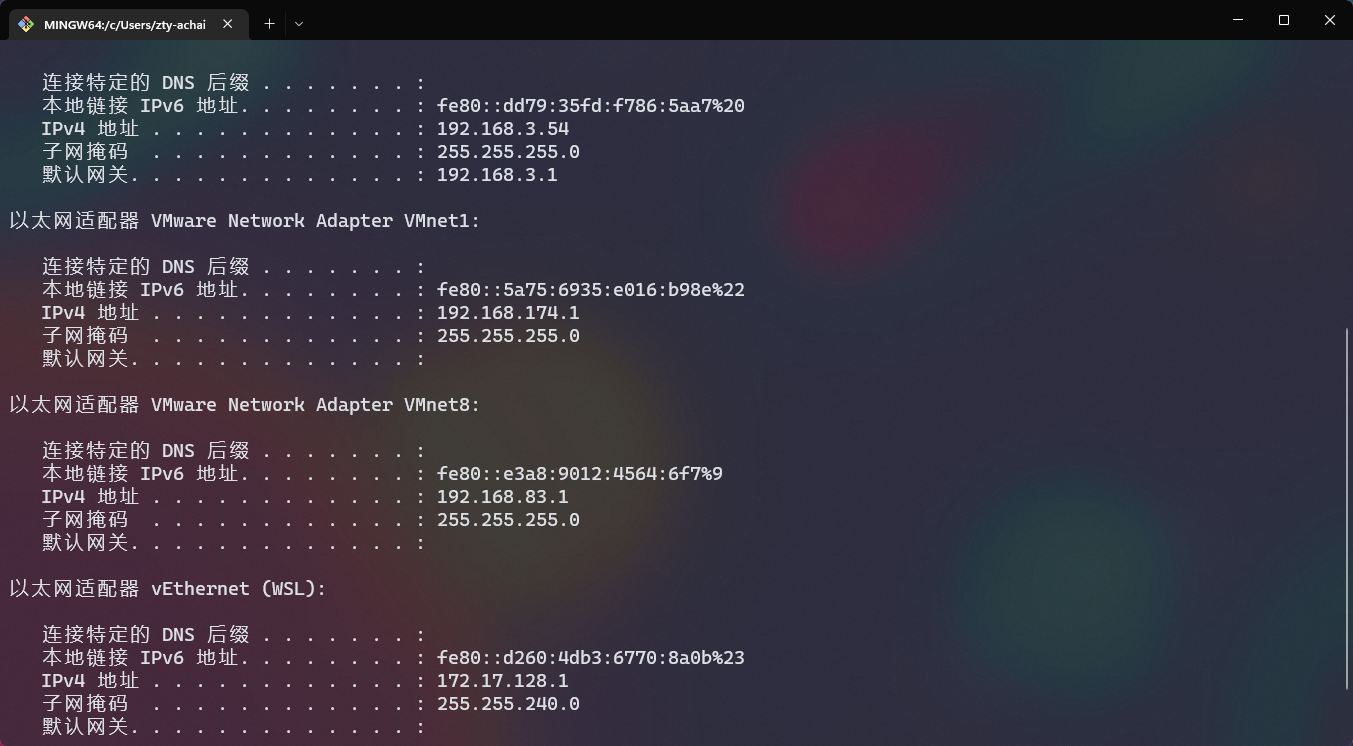 MINGW64:/c/Users/zty-achai
连接特定的 DNS 后缀 . . . . . . . :
本地链接 IPv6 地址. . . . . . . . : fe80::dd79:35fd:f786:5aa7%20
IPv4 地址 . . . . . . . . . . . . : 192.168.3.54
子网掩码  . . . . . . . . . . . . : 255.255.255.0
默认网关. . . . . . . . . . . . . : 192.168.3.1
以太网适配器 VMware Network Adapter VMnet1:
连接特定的 DNS 后缀 . . . . . . . :
本地链接 IPv6 地址. . . . . . . . : fe80::5a75:6935:e016:b98e%22
IPv4 地址 . . . . . . . . . . . . : 192.168.174.1
子网掩码  . . . . . . . . . . . . : 255.255.255.0
默认网关. . . . . . . . . . . . . :
以太网适配器 VMware Network Adapter VMnet8:
连接特定的 DNS 后缀 . . . . . . . :
本地链接 IPv6 地址. . . . . . . . : fe80::e3a8:9012:4564:6f7%9
IPv4 地址 . . . . . . . . . . . . : 192.168.83.1
子网掩码  . . . . . . . . . . . . : 255.255.255.0
默认网关. . . . . . . . . . . . . :
以太网适配器 vEthernet (WSL):
连接特定的 DNS 后缀 . . . . . . . :
本地链接 IPv6 地址. . . . . . . . : fe80::d260:4db3:6770:8a0b%23
IPv4 地址 . . . . . . . . . . . . : 172.17.128.1
子网掩码  . . . . . . . . . . . . : 255.255.240.0
默认网关. . . . . . . . . . . . . :